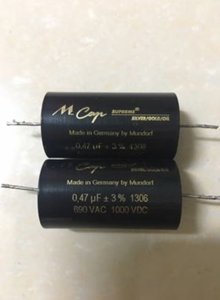 M Cap SUPREME
SILVER/GOLD/OIL
Made in Germany by Mundorf
0,47 µF ± 3 % 1306
Made in Germany by Mundorf
0,47 µF ± 3 % 1306
690 VAC 1000 VDC